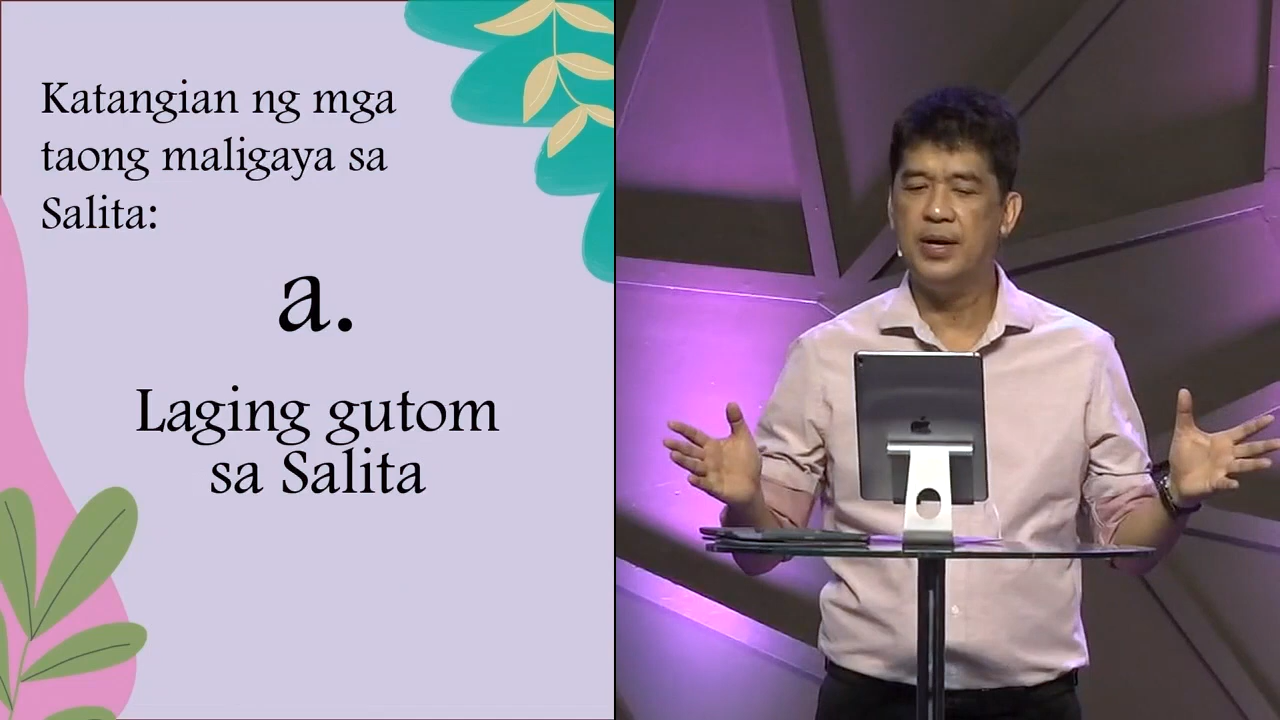 Katangian ng mga
taong maligaya sa
Salita:
a.
Laging gutom
sa Salita